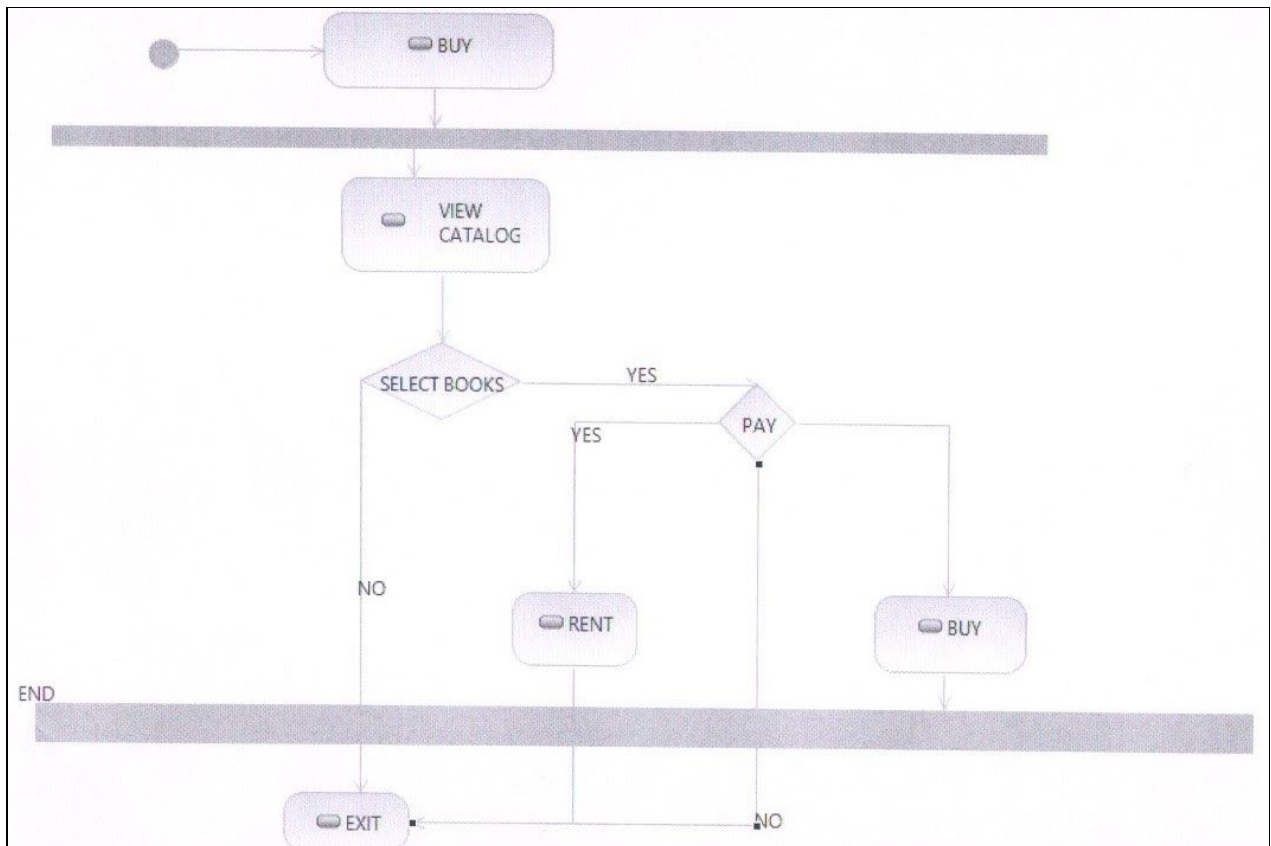 BUY
VIEW
CATALOG
SELECT BOOKS
YES
PAY
YES
NO
RENT
BUY
END
EXIT
NO